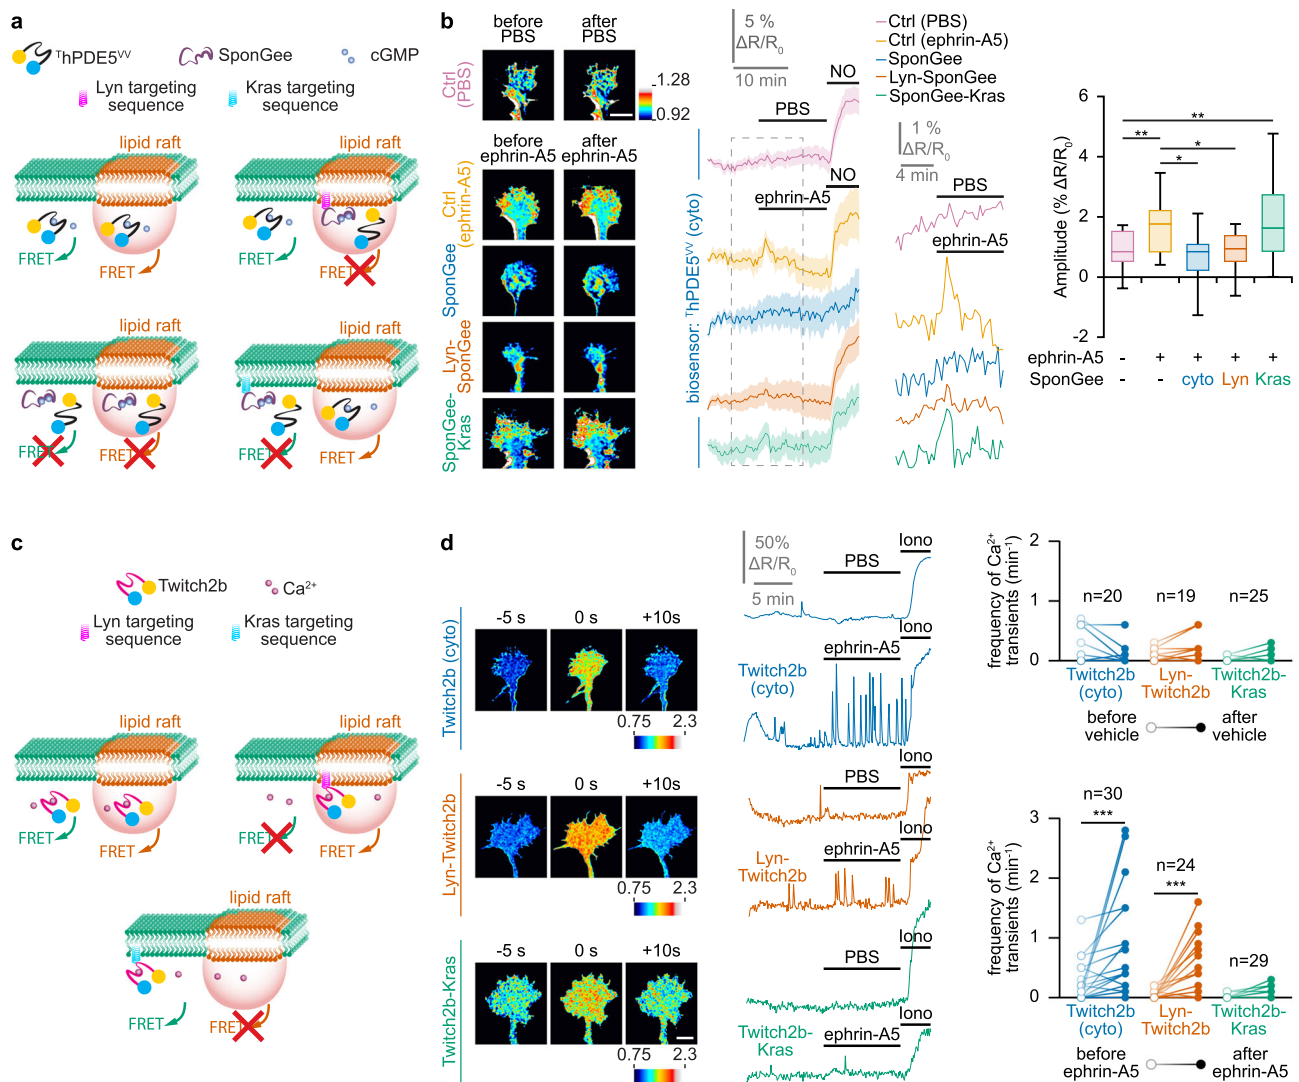 a
ᵀhPDE5ⱽⱽ
SponGee
cGMP
Lyn targeting
sequence
Kras targeting
sequence
lipid raft
FRET
FRET
lipid raft
FRET
FRET
lipid raft
FRET
FRET
lipid raft
FRET
FRET
b
before
PBS
after
PBS
Ctrl
(PBS)
1.28
0.92
before
ephrin-A5
after
ephrin-A5
Ctrl
(ephrin-A5)
SponGee
Lyn-
SponGee
SponGee-
Kras
biosensor: ᵀhPDE5ⱽⱽ (cyto)
5 %
ΔR/R₀
10 min
PBS
NO
ephrin-A5
NO
Ctrl (PBS)
Ctrl (ephrin-A5)
SponGee
Lyn-SponGee
SponGee-Kras
1 %
ΔR/R₀
4 min
PBS
ephrin-A5
Amplitude (% ΔR/R₀)
6
4
2
0
-2
**
**
*
*
ephrin-A5 - + + + +
SponGee - - cyto Lyn Kras
c
Twitch2b
Ca²⁺
Lyn targeting
sequence
Kras targeting
sequence
lipid raft
FRET
FRET
lipid raft
FRET
FRET
lipid raft
FRET
FRET
d
Twitch2b (cyto)
-5 s 0 s +10s
0.75 2.3
Lyn-Twitch2b
-5 s 0 s +10s
0.75 2.3
Twitch2b-Kras
-5 s 0 s +10s
0.75 2.3
50%
ΔR/R₀
5 min
PBS
Iono
Twitch2b
(cyto)
ephrin-A5
Iono
PBS
Iono
Lyn-
Twitch2b
ephrin-A5
Iono
PBS
Iono
Twitch2b-
Kras
ephrin-A5
Iono
frequency of Ca²⁺
transients (min⁻¹)
2
1
0
n=20
n=19
n=25
Twitch2b
(cyto)
Lyn-
Twitch2b
Twitch2b-
Kras
before
vehicle
after
vehicle
frequency of Ca²⁺
transients (min⁻¹)
3
2
1
0
n=30
***
n=24
***
n=29
Twitch2b
(cyto)
Lyn-
Twitch2b
Twitch2b-
Kras
before
ephrin-A5
after
ephrin-A5